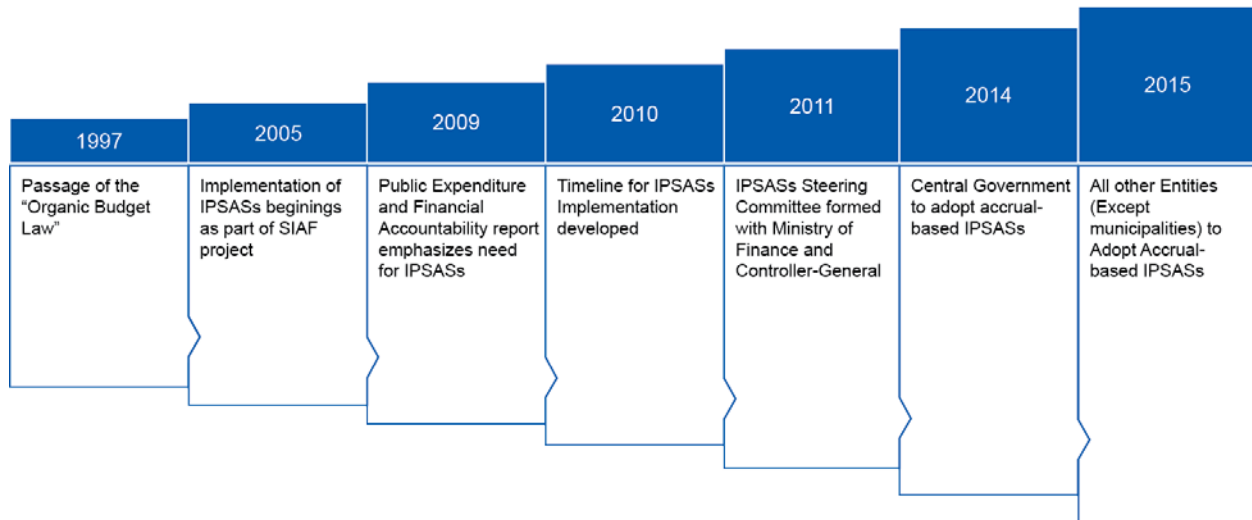 1997
Passage of the
“Organic Budget
Law”
2005
Implementation of
IPSASs beginings
as part of SIAF
project
2009
Public Expenditure
and Financial
Accountability report
emphasizes need
for IPSASs
2010
Timeline for IPSASs
Implementation
developed
2011
IPSASs Steering
Committee formed
with Ministry of
Finance and
Controller-General
2014
Central Government
to adopt accrual-
based IPSASs
2015
All other Entities
(Except
municipalities) to
Adopt Accrual-
based IPSASs